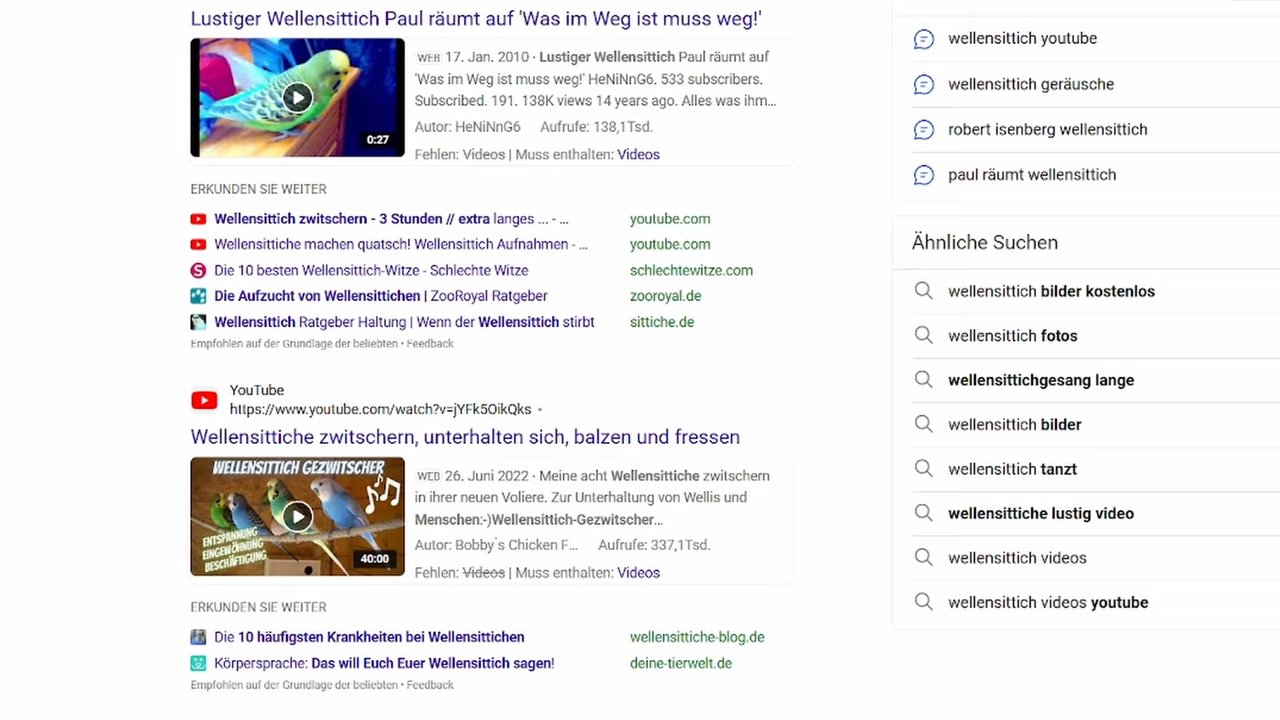 Lustiger Wellensittich Paul räumt auf 'Was im Weg ist muss weg!'
WEB 17. Jan. 2010 · Lustiger Wellensittich Paul räumt auf
'Was im Weg ist muss weg!' HeNiNnG6. 533 subscribers.
Subscribed. 191. 138K views 14 years ago. Alles was ihm...
0:27
Autor: HeNiNnG6 Aufrufe: 138,1Tsd.
Fehlen: Videos | Muss enthalten: Videos
ERKUNDEN SIE WEITER
Wellensittich zwitschern - 3 Stunden // extra langes ... - ... youtube.com
Wellensittiche machen quatsch! Wellensittich Aufnahmen - ... youtube.com
Die 10 besten Wellensittich-Witze - Schlechte Witze schlechtewitze.com
Die Aufzucht von Wellensittichen | ZooRoyal Ratgeber zooroyal.de
Wellensittich Ratgeber Haltung | Wenn der Wellensittich stirbt sittiche.de
Empfohlen auf der Grundlage der beliebten • Feedback
YouTube
https://www.youtube.com/watch?v=jYFk5OikQks
Wellensittiche zwitschern, unterhalten sich, balzen und fressen
WELLENSITTICH GEZWITSCHER
ENTSPANNUNG
EINGEWÖHNUNG
BESCHÄFTIGUNG
40:00
WEB 26. Juni 2022 · Meine acht Wellensittiche zwitschern
in ihrer neuen Voliere. Zur Unterhaltung von Wellis und
Menschen:-)Wellensittich-Gezwitscher...
Autor: Bobby´s Chicken F... Aufrufe: 337,1Tsd.
Fehlen: Videos | Muss enthalten: Videos
ERKUNDEN SIE WEITER
Die 10 häufigsten Krankheiten bei Wellensittichen wellensittiche-blog.de
Körpersprache: Das will Euch Euer Wellensittich sagen! deine-tierwelt.de
Empfohlen auf der Grundlage der beliebten • Feedback
wellensittich youtube
wellensittich geräusche
robert isenberg wellensittich
paul räumt wellensittich
Ähnliche Suchen
wellensittich bilder kostenlos
wellensittich fotos
wellensittichgesang lange
wellensittich bilder
wellensittich tanzt
wellensittiche lustig video
wellensittich videos
wellensittich videos youtube